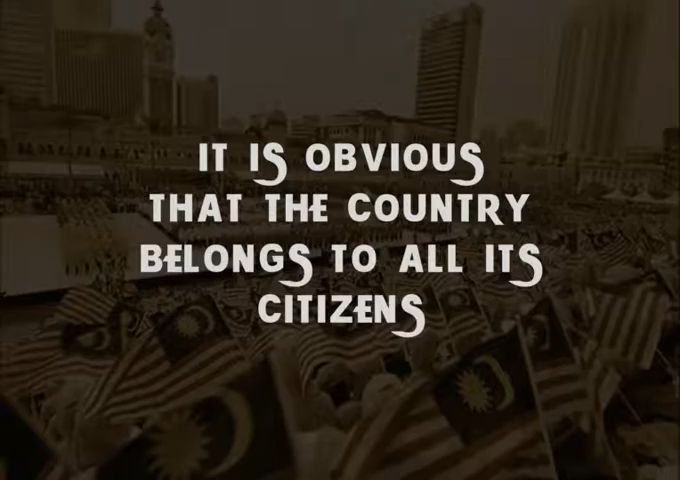 IT IS OBVIOUS
THAT THE COUNTRY
BELONGS TO ALL ITS
CITIZENS